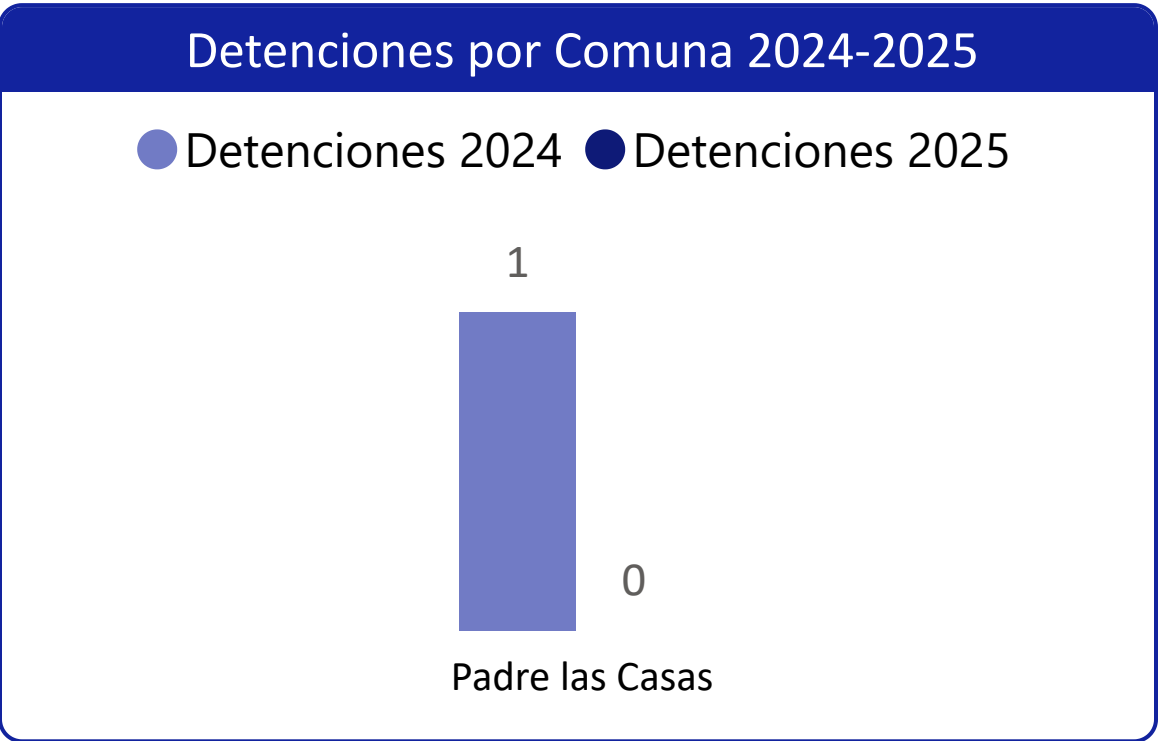 Detenciones por Comuna 2024-2025
Detenciones 2024 Detenciones 2025
1
0
Padre las Casas